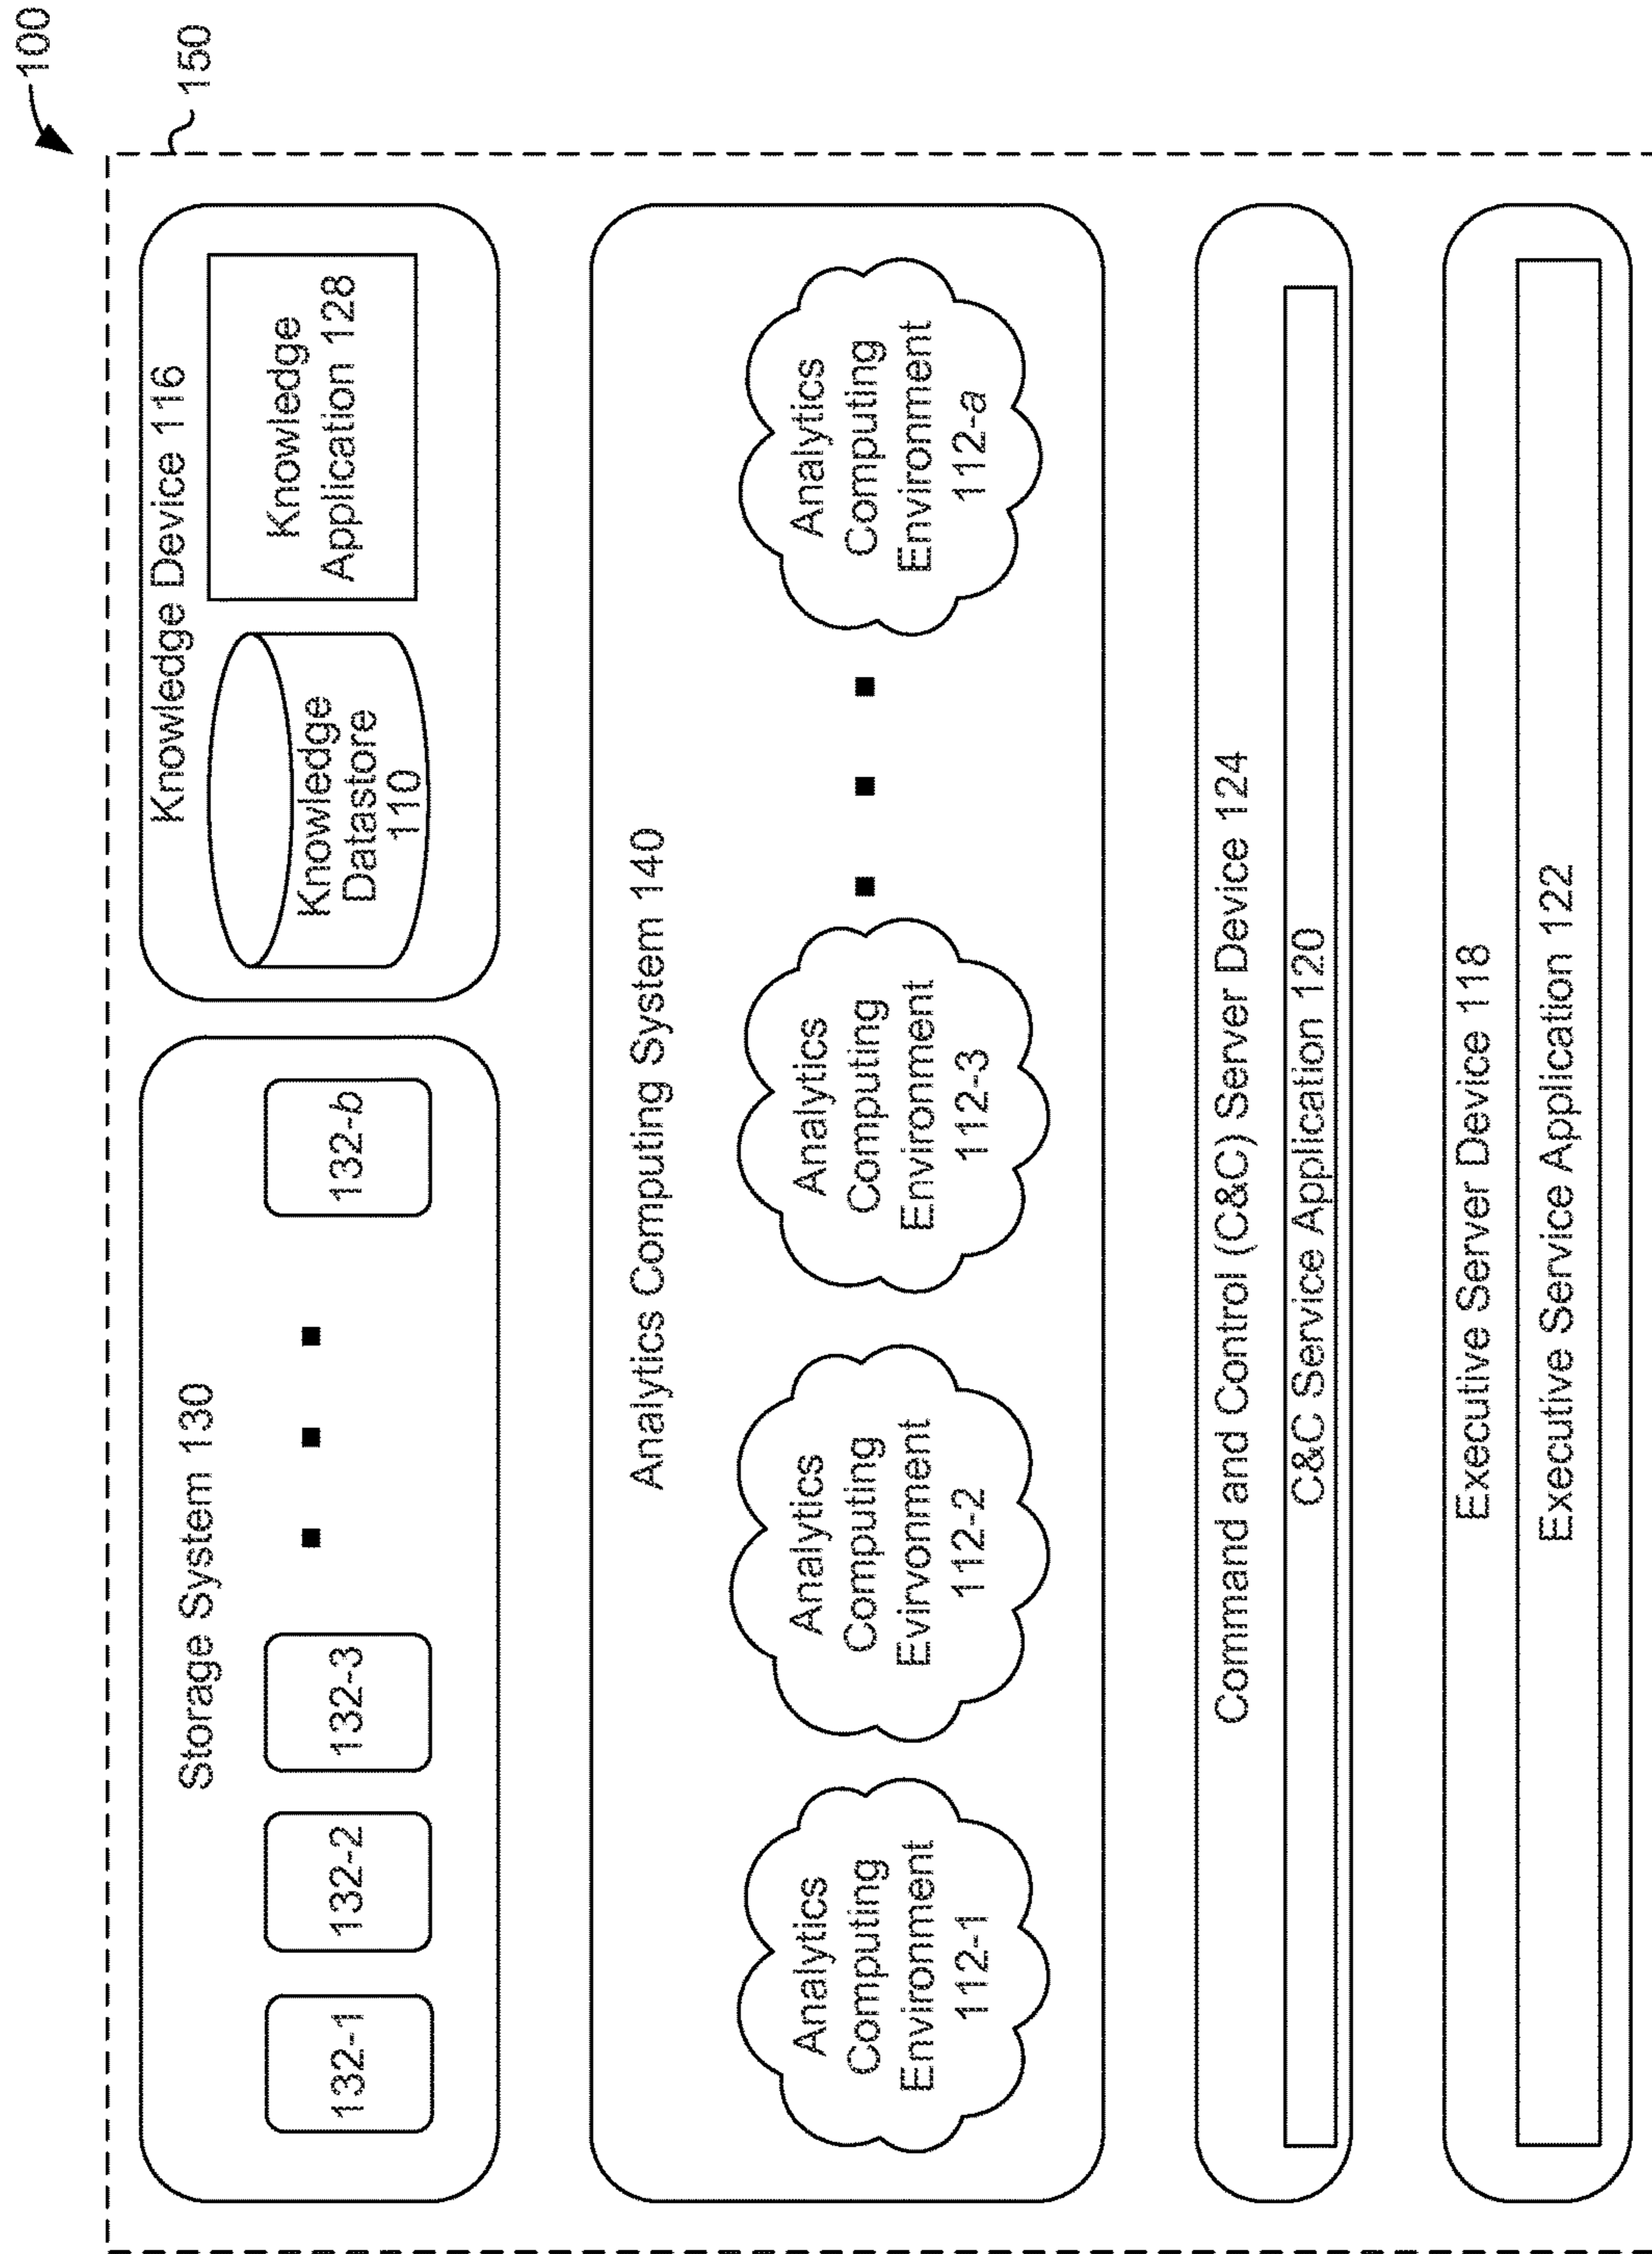 100
150
Storage System 130
132-1
132-2
132-3
132-b
Knowledge Device 116
Knowledge
Datastore
110
Knowledge
Application 128
Analytics Computing System 140
Analytics
Computing
Environment
112-1
Analytics
Computing
Evirvonment
112-2
Analytics
Computing
Environment
112-3
Analytics
Computing
Environment
112-a
Command and Control (C&C) Server Device 124
C&C Service Application 120
Executive Server Device 118
Executive Service Application 122